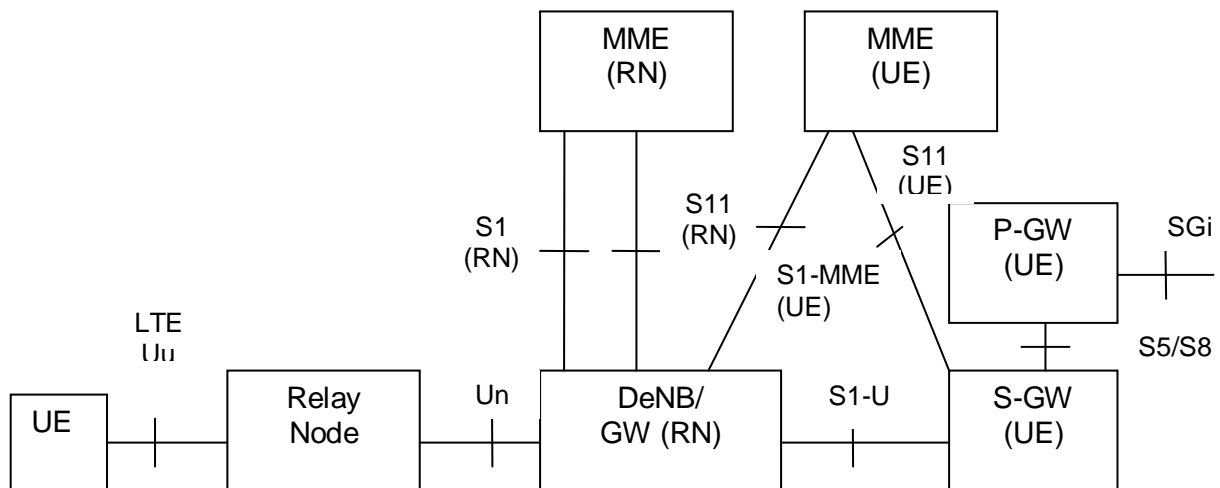 MME
(RN)
MME
(UE)
S11
(UE)
S1
(RN)
S11
(RN)
P-GW
(UE)
SGi
S1-MME
(UE)
LTE
Uu
S5/S8
UE
Relay
Node
Un
DeNB/
GW (RN)
S1-U
S-GW
(UE)